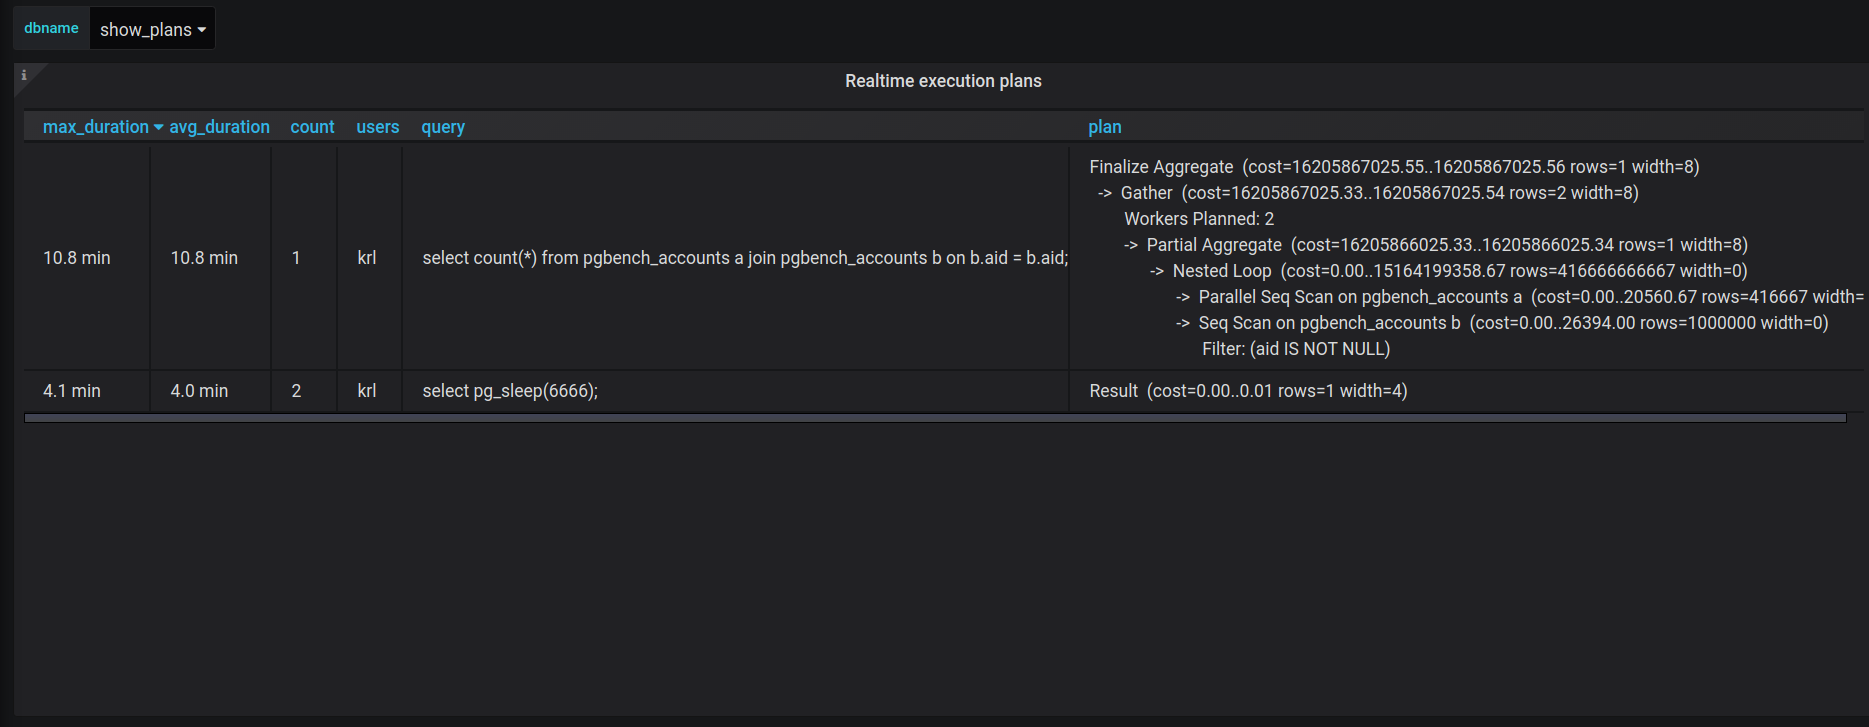 dbname show_plans
i
Realtime execution plans
max_duration avg_duration count users query plan
10.8 min 10.8 min 1 krl select count(*) from pgbench_accounts a join pgbench_accounts b on b.aid = b.aid;
Finalize Aggregate (cost=16205867025.55..16205867025.56 rows=1 width=8)
-> Gather (cost=16205867025.33..16205867025.54 rows=2 width=8)
Workers Planned: 2
-> Partial Aggregate (cost=16205866025.33..16205866025.34 rows=1 width=8)
-> Nested Loop (cost=0.00..15164199358.67 rows=416666666667 width=0)
-> Parallel Seq Scan on pgbench_accounts a (cost=0.00..20560.67 rows=416667 width=
-> Seq Scan on pgbench_accounts b (cost=0.00..26394.00 rows=1000000 width=0)
Filter: (aid IS NOT NULL)
4.1 min 4.0 min 2 krl select pg_sleep(6666); Result (cost=0.00..0.01 rows=1 width=4)